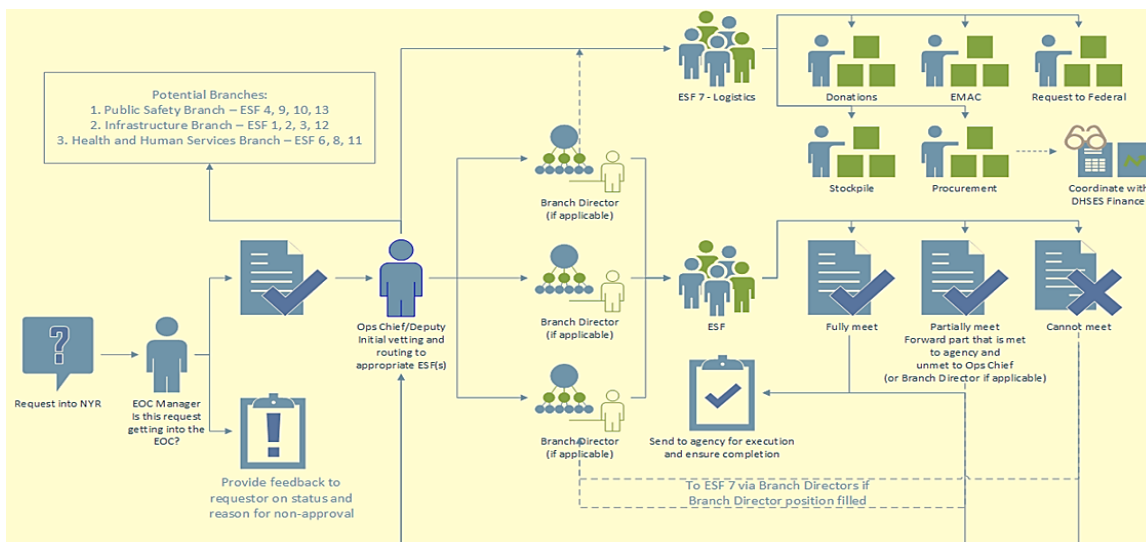 Potential Branches:
1. Public Safety Branch – ESF 4, 9, 10, 13
2. Infrastructure Branch – ESF 1, 2, 3, 12
3. Health and Human Services Branch – ESF 6, 8, 11
ESF 7 - Logistics
Donations
EMAC
Request to Federal
Stockpile
Procurement
Coordinate with
DHSES Finance
Branch Director
(if applicable)
Branch Director
(if applicable)
Branch Director
(if applicable)
?
Request into NYR
EOC Manager
Is this request
getting into the
EOC?
!
Provide feedback to
requestor on status and
reason for non-approval
Ops Chief/Deputy
Initial vetting and
routing to
appropriate ESF(s)
ESF
Fully meet
Partially meet
Forward part that is met
to agency and
unmet to Ops Chief
(or Branch Director if applicable)
Cannot meet
Send to agency for execution
and ensure completion
To ESF 7 via Branch Directors if
Branch Director position filled